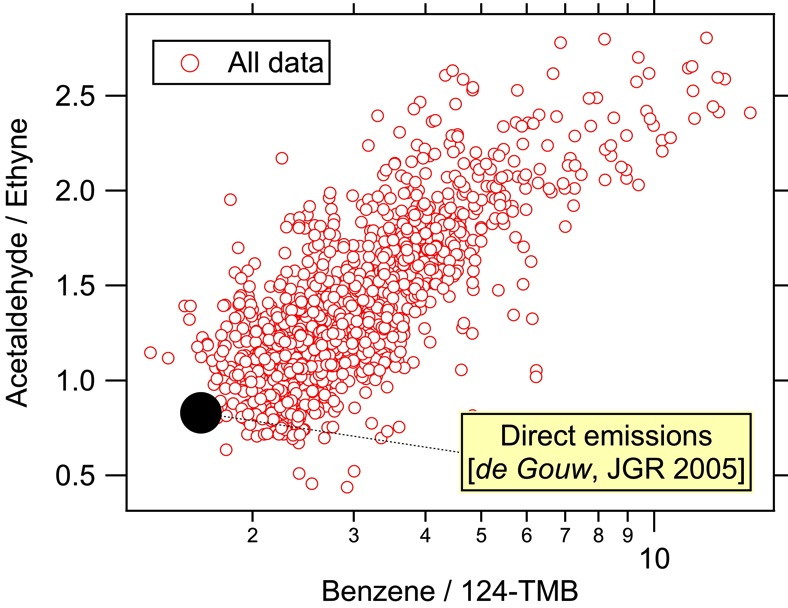 All data
2.5
2.0
1.5
1.0
0.5
Acetaldehyde / Ethyne
Direct emissions
[de Gouw, JGR 2005]
2 3 4 5 6 7 8 9
10
Benzene / 124-TMB